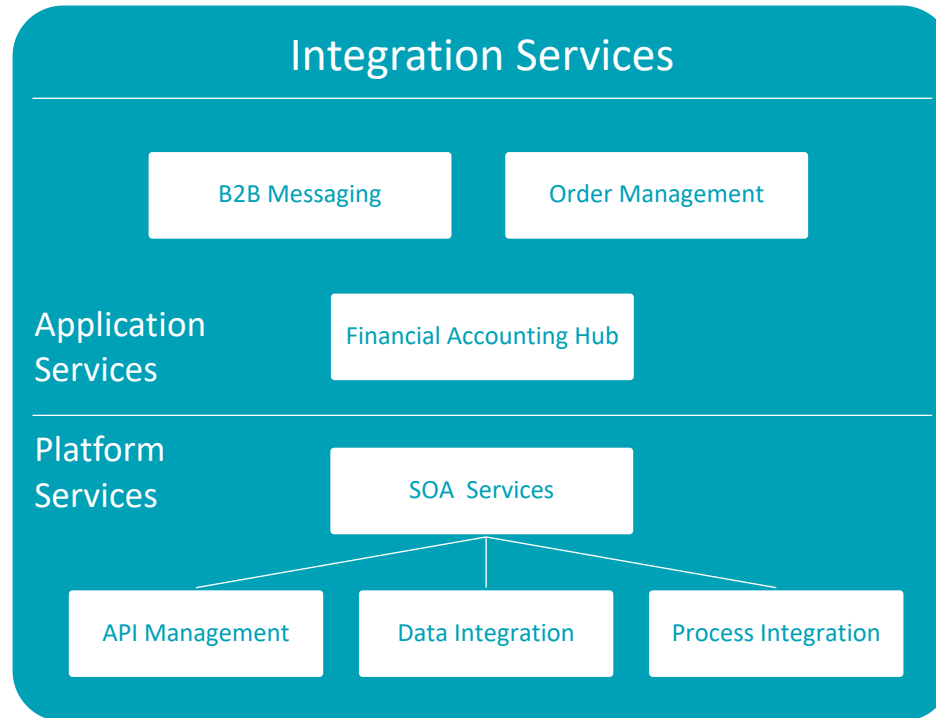 Integration Services
B2B Messaging
Order Management
Application
Services
Financial Accounting Hub
Platform
Services
SOA  Services
API Management
Data Integration
Process Integration